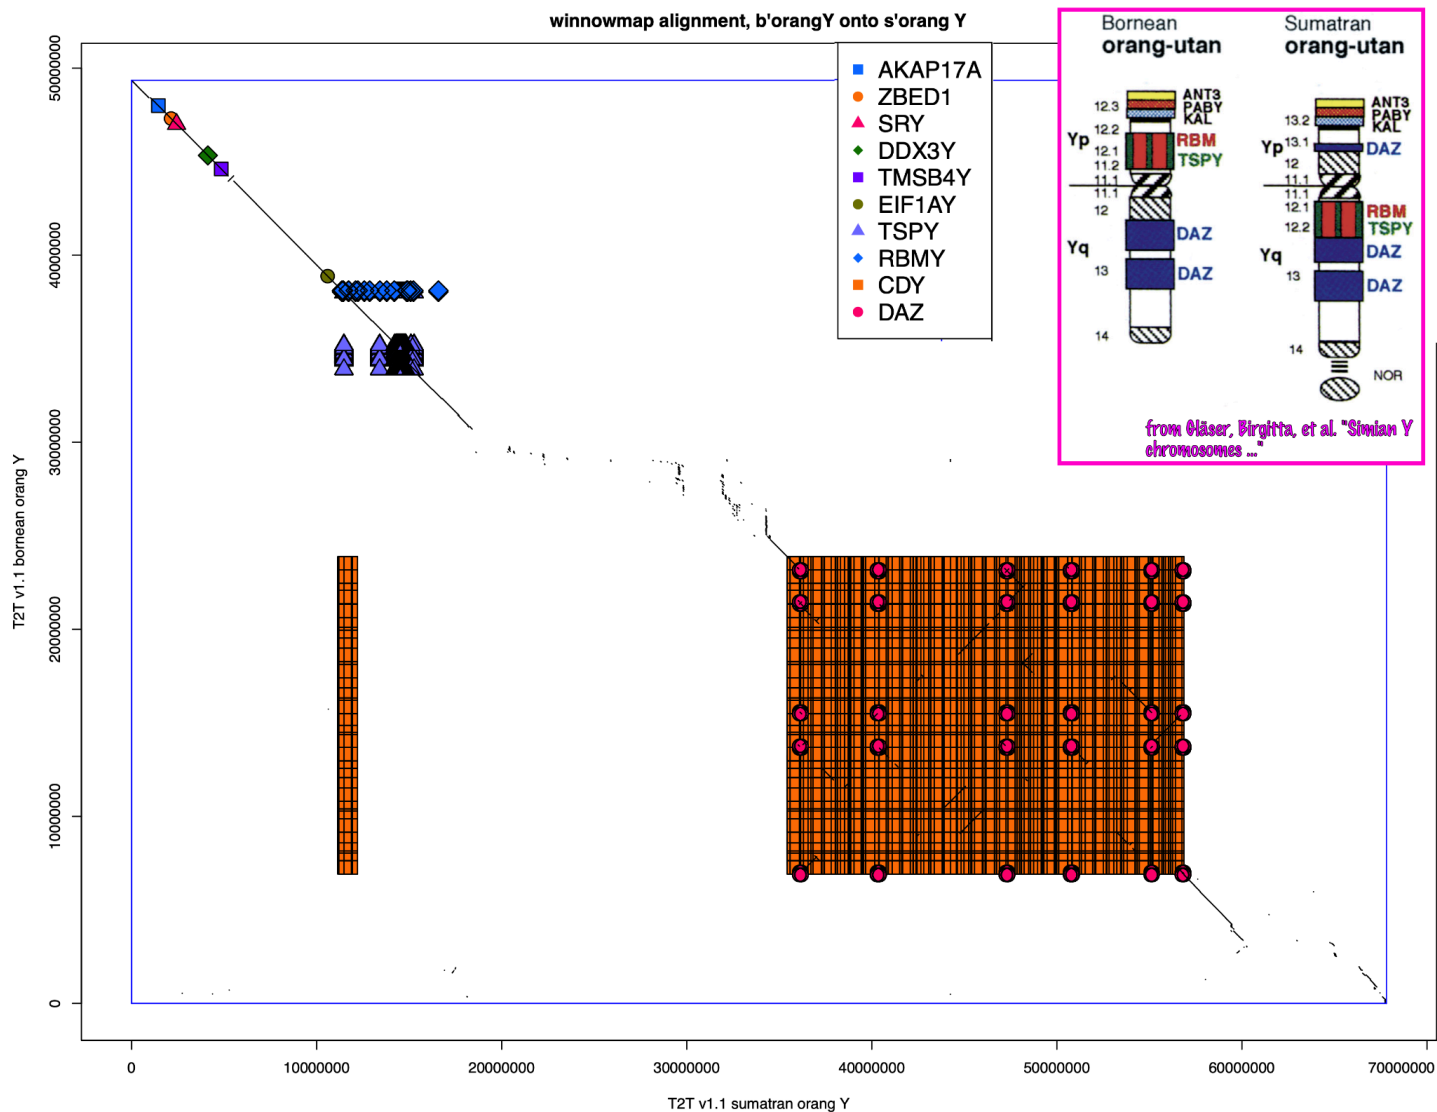 winnowmap alignment, b'orangY onto s'orang Y
AKAP17A
ZBED1
SRY
DDX3Y
TMSB4Y
EIF1AY
TSPY
RBMY
CDY
DAZ
Bornean
orang-utan
12.3
12.2
Yp
12.1
11.2
11.1
11.1
12
Yq
13
14
ANT3
PABY
KAL
RBM
TSPY
DAZ
DAZ
Sumatran
orang-utan
13.2
13.1
Yp
12
11.1
11.1
12.1
12.2
Yq
13
14
ANT3
PABY
KAL
DAZ
RBM
TSPY
DAZ
DAZ
NOR
from Gläser, Birgitta, et al. "Simian Y
chromosomes ..."
T2T v1.1 bornean orang Y
50000000
40000000
30000000
20000000
10000000
0
0
10000000
20000000
30000000
40000000
50000000
60000000
70000000
T2T v1.1 sumatran orang Y